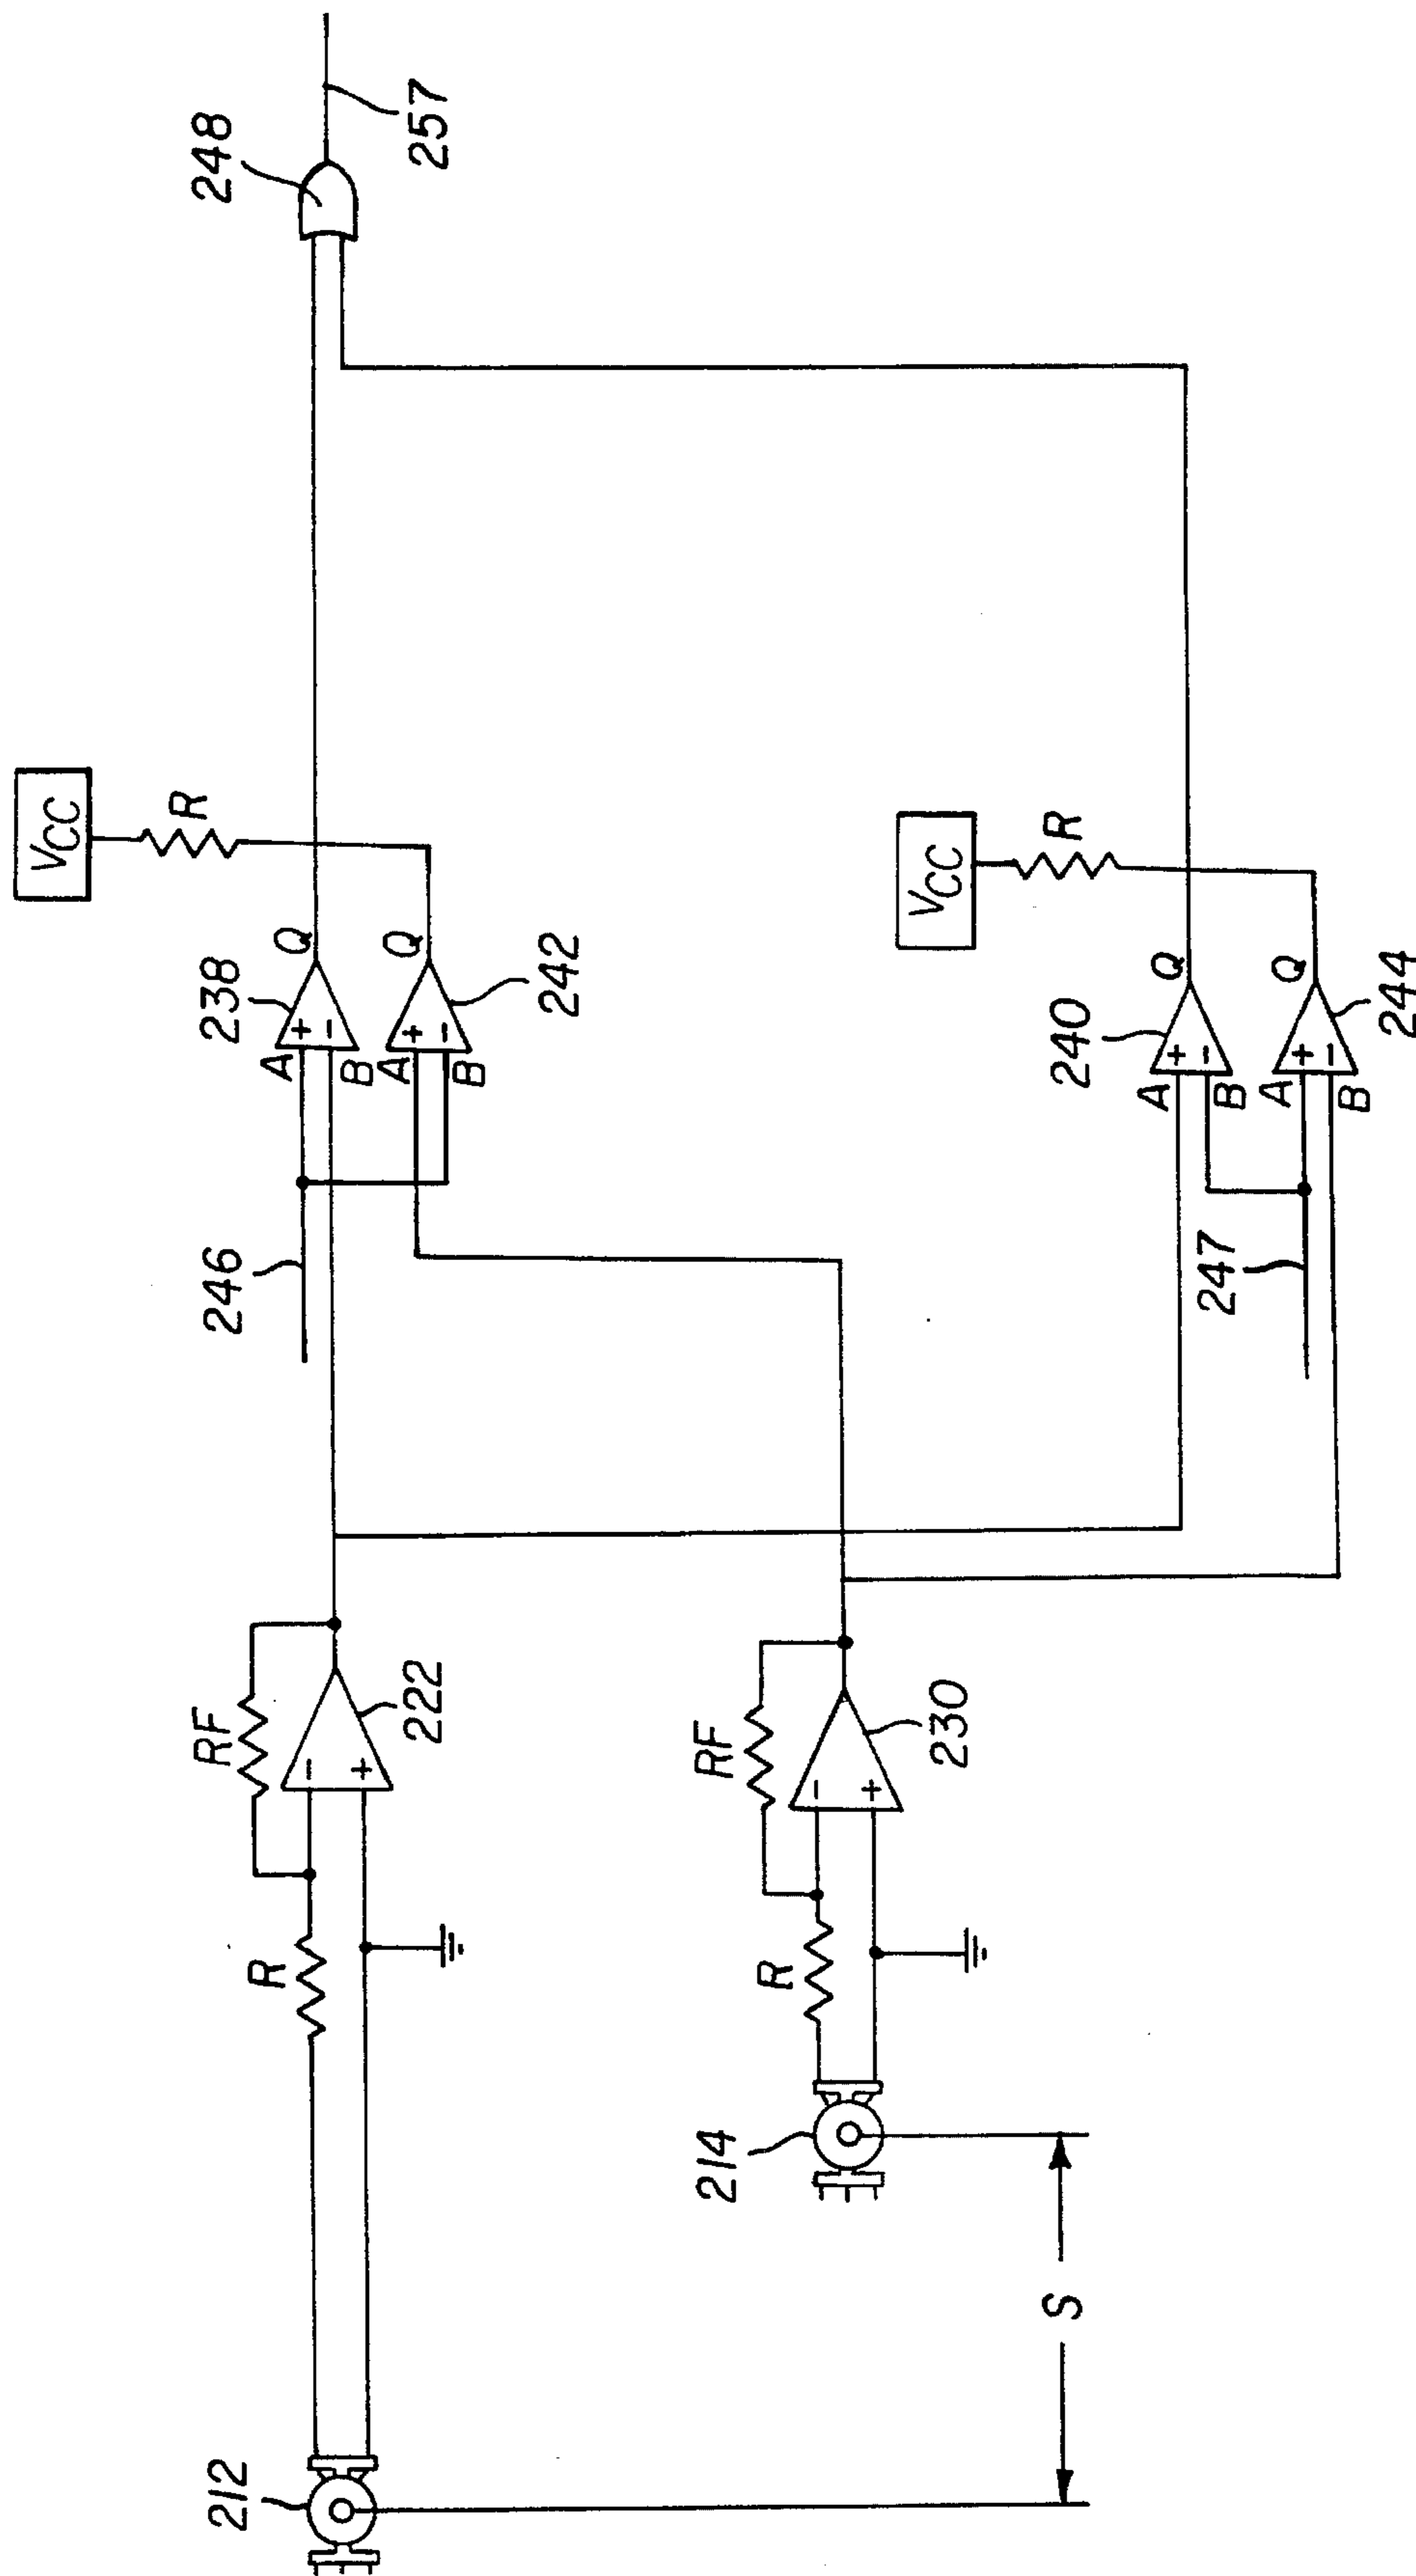 248
257
VCC
R
238
Q
A
+
−
B
242
Q
A
+
−
B
246
VCC
R
240
Q
A
+
−
B
244
Q
A
+
−
B
247
RF
222
−
+
R
RF
230
−
+
R
212
214
S